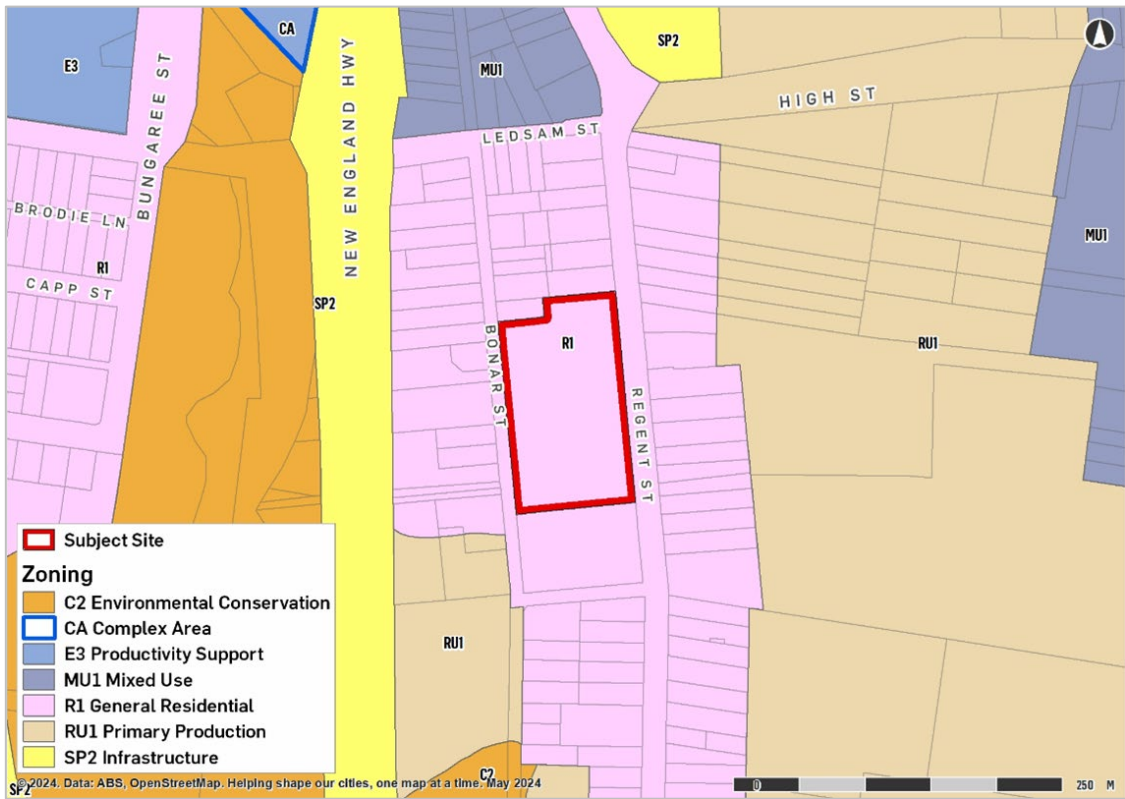 CA
E3
BUNGAREE ST
NEW ENGLAND HWY
MU1
SP2
HIGH ST
LEDSAM ST
BRODIE LN
R1
CAPP ST
SP2
MU1
R1
RU1
BONAR ST
REGENT ST
RU1
C2
SP2
Subject Site
Zoning
C2 Environmental Conservation
CA Complex Area
E3 Productivity Support
MU1 Mixed Use
R1 General Residential
RU1 Primary Production
SP2 Infrastructure
© 2024. Data: ABS, OpenStreetMap. Helping shape our cities, one map at a time. May 2024
0 250 M